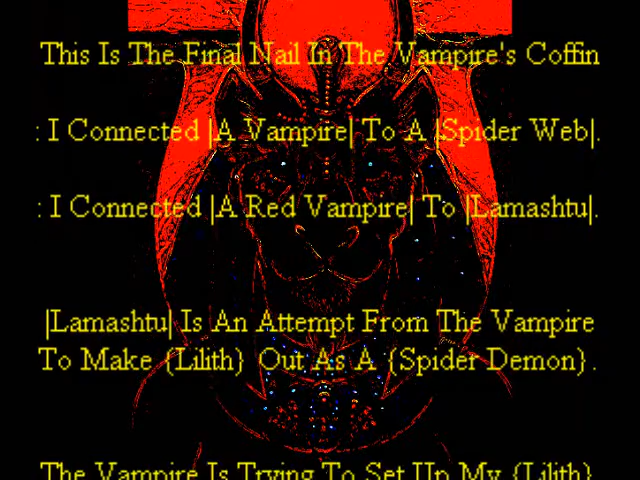 This Is The Final Nail In The Vampire's Coffin
: I Connected |A Vampire| To A |Spider Web|.
: I Connected |A Red Vampire| To |Lamashtu|.
|Lamashtu| Is An Attempt From The Vampire
To Make {Lilith} Out As A {Spider Demon}.
The Vampire Is Trying To Set Up My {Lilith}